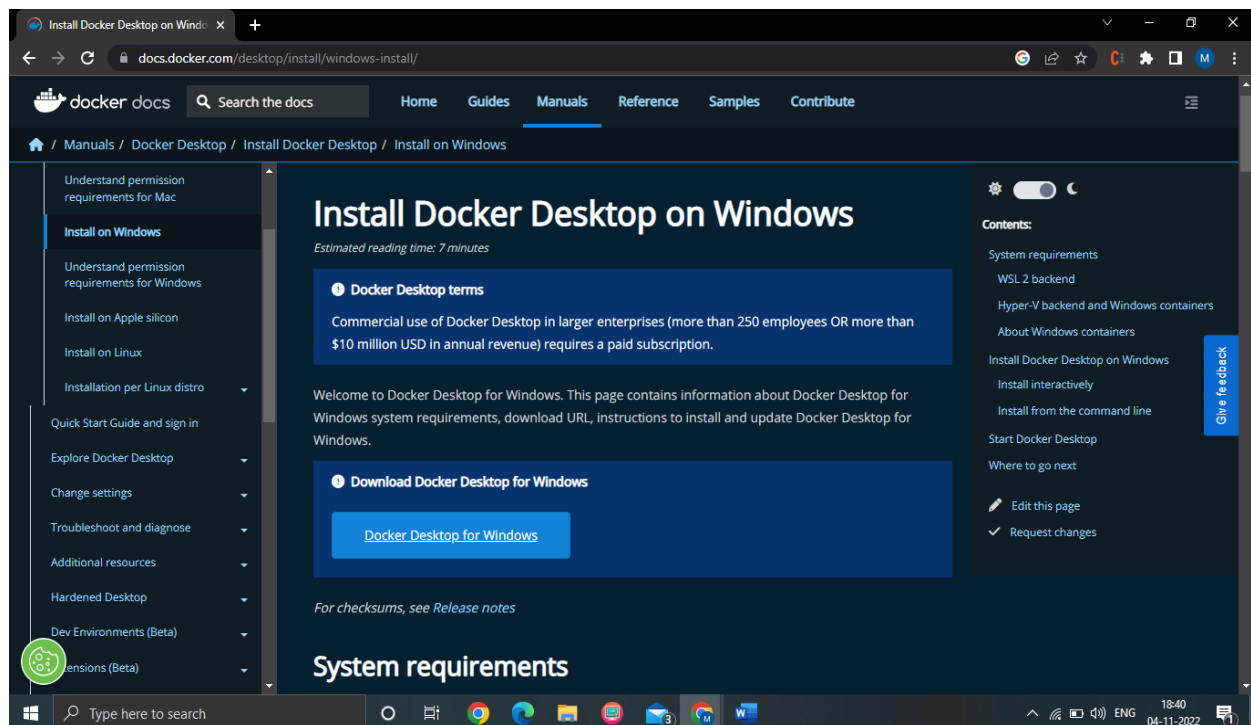 Install Docker Desktop on Windo
docs.docker.com/desktop/install/windows-install/
M
docker docs
Search the docs
Home Guides Manuals Reference Samples Contribute
/ Manuals / Docker Desktop / Install Docker Desktop / Install on Windows
Understand permission
requirements for Mac
Install on Windows
Understand permission
requirements for Windows
Install on Apple silicon
Install on Linux
Installation per Linux distro
Quick Start Guide and sign in
Explore Docker Desktop
Change settings
Troubleshoot and diagnose
Additional resources
Hardened Desktop
Dev Environments (Beta)
ensions (Beta)
Install Docker Desktop on Windows
Estimated reading time: 7 minutes
Docker Desktop terms
Commercial use of Docker Desktop in larger enterprises (more than 250 employees OR more than
$10 million USD in annual revenue) requires a paid subscription.
Welcome to Docker Desktop for Windows. This page contains information about Docker Desktop for
Windows system requirements, download URL, instructions to install and update Docker Desktop for
Windows.
Download Docker Desktop for Windows
Docker Desktop for Windows
For checksums, see Release notes
System requirements
Contents:
System requirements
WSL 2 backend
Hyper-V backend and Windows containers
About Windows containers
Install Docker Desktop on Windows
Install interactively
Install from the command line
Start Docker Desktop
Where to go next
Edit this page
Request changes
Give feedback
Type here to search
3
M
ENG
18:40
04-11-2022
1